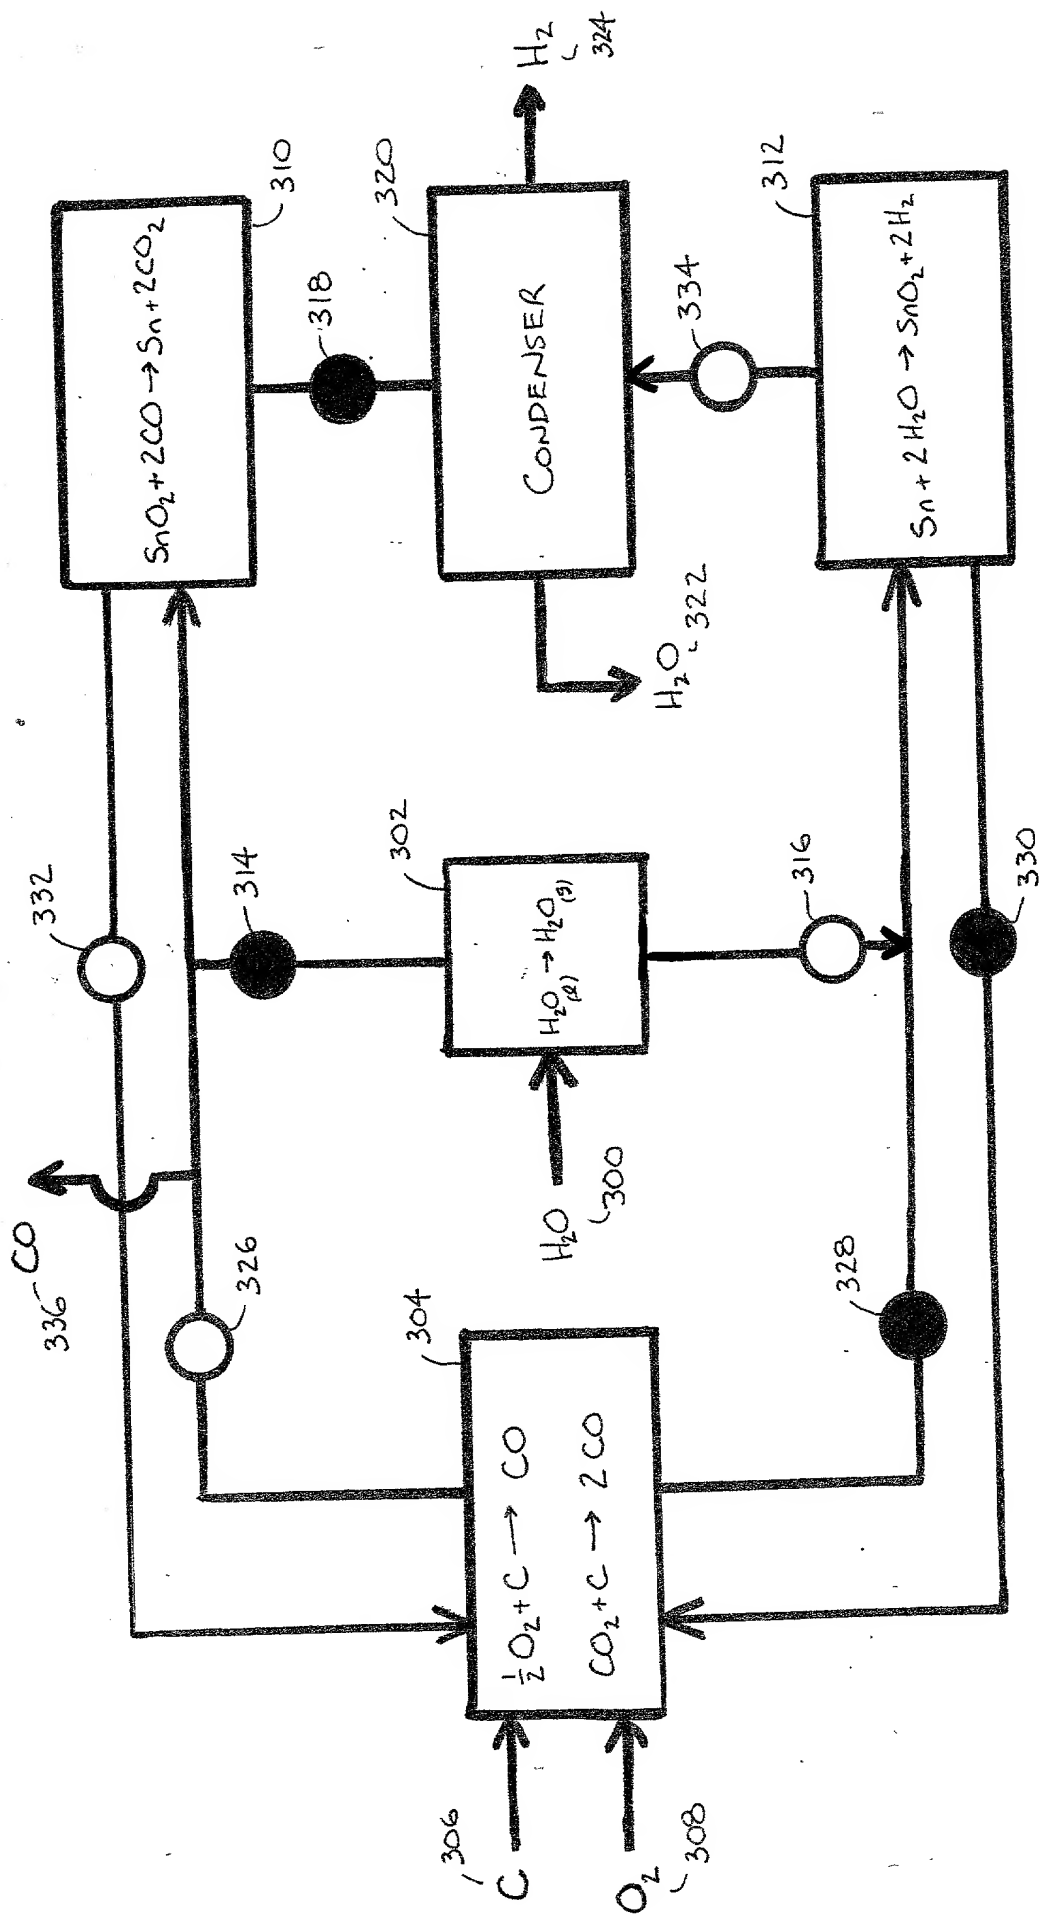 CO
336
332
326
314
SnO₂+2CO→Sn+2CO₂
310
318
C
306
O₂
308
304
½O₂+C→CO
CO₂+C→2CO
H₂O
300
302
H₂O(l)→H₂O(g)
H₂O
322
320
CONDENSER
H₂
324
328
316
330
334
312
Sn+2H₂O→SnO₂+2H₂